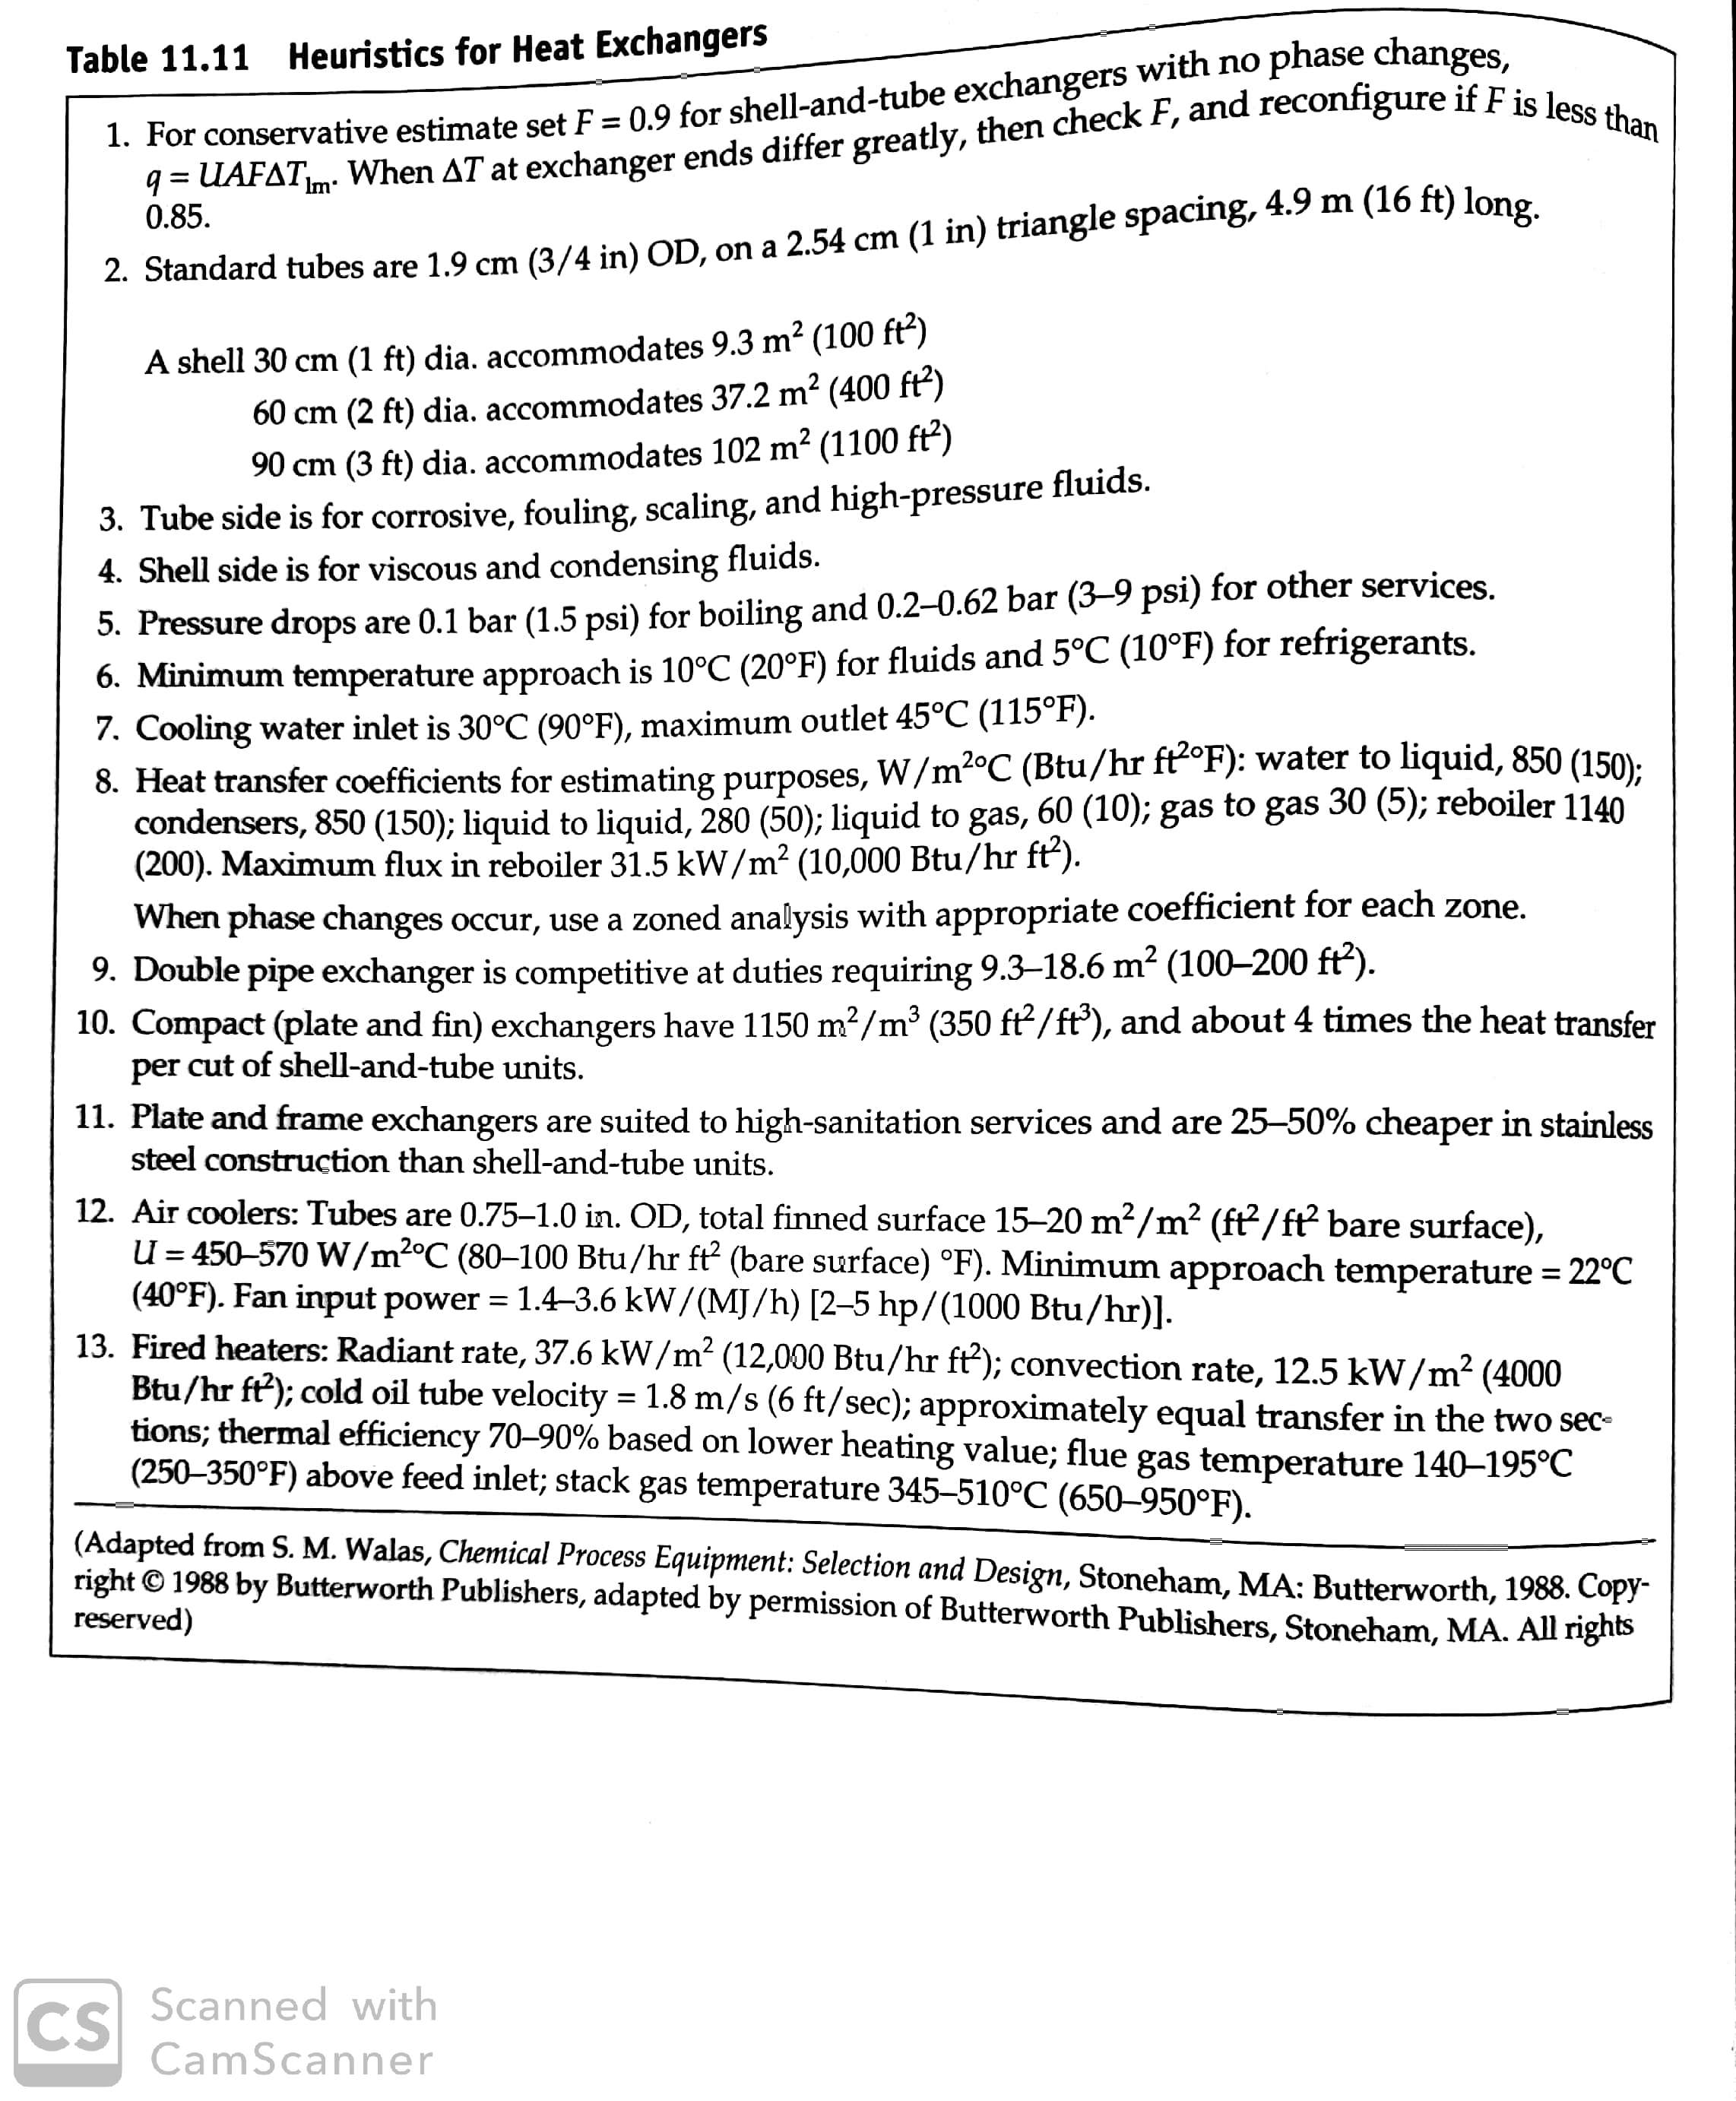 Table 11.11 Heuristics for Heat Exchangers
1. For conservative estimate set F = 0.9 for shell-and-tube exchangers with no phase changes,
q = UAFΔTlm. When ΔT at exchanger ends differ greatly, then check F, and reconfigure if F is less than
0.85.
2. Standard tubes are 1.9 cm (3/4 in) OD, on a 2.54 cm (1 in) triangle spacing, 4.9 m (16 ft) long.
A shell 30 cm (1 ft) dia. accommodates 9.3 m² (100 ft²)
60 cm (2 ft) dia. accommodates 37.2 m² (400 ft²)
90 cm (3 ft) dia. accommodates 102 m² (1100 ft²)
3. Tube side is for corrosive, fouling, scaling, and high-pressure fluids.
4. Shell side is for viscous and condensing fluids.
5. Pressure drops are 0.1 bar (1.5 psi) for boiling and 0.2–0.62 bar (3–9 psi) for other services.
6. Minimum temperature approach is 10°C (20°F) for fluids and 5°C (10°F) for refrigerants.
7. Cooling water inlet is 30°C (90°F), maximum outlet 45°C (115°F).
8. Heat transfer coefficients for estimating purposes, W/m²°C (Btu/hr ft²°F): water to liquid, 850 (150);
condensers, 850 (150); liquid to liquid, 280 (50); liquid to gas, 60 (10); gas to gas 30 (5); reboiler 1140
(200). Maximum flux in reboiler 31.5 kW/m² (10,000 Btu/hr ft²).
When phase changes occur, use a zoned analysis with appropriate coefficient for each zone.
9. Double pipe exchanger is competitive at duties requiring 9.3–18.6 m² (100–200 ft²).
10. Compact (plate and fin) exchangers have 1150 m²/m³ (350 ft²/ft³), and about 4 times the heat transfer
per cut of shell-and-tube units.
11. Plate and frame exchangers are suited to high-sanitation services and are 25–50% cheaper in stainless
steel construction than shell-and-tube units.
12. Air coolers: Tubes are 0.75–1.0 in. OD, total finned surface 15–20 m²/m² (ft²/ft² bare surface),
U = 450–570 W/m²°C (80–100 Btu/hr ft² (bare surface) °F). Minimum approach temperature = 22°C
(40°F). Fan input power = 1.4–3.6 kW/(MJ/h) [2–5 hp/(1000 Btu/hr)].
13. Fired heaters: Radiant rate, 37.6 kW/m² (12,000 Btu/hr ft²); convection rate, 12.5 kW/m² (4000
Btu/hr ft²); cold oil tube velocity = 1.8 m/s (6 ft/sec); approximately equal transfer in the two sec-
tions; thermal efficiency 70–90% based on lower heating value; flue gas temperature 140–195°C
(250–350°F) above feed inlet; stack gas temperature 345–510°C (650–950°F).
(Adapted from S. M. Walas, Chemical Process Equipment: Selection and Design, Stoneham, MA: Butterworth, 1988. Copy-
right © 1988 by Butterworth Publishers, adapted by permission of Butterworth Publishers, Stoneham, MA. All rights
reserved)
CS
Scanned with
CamScanner